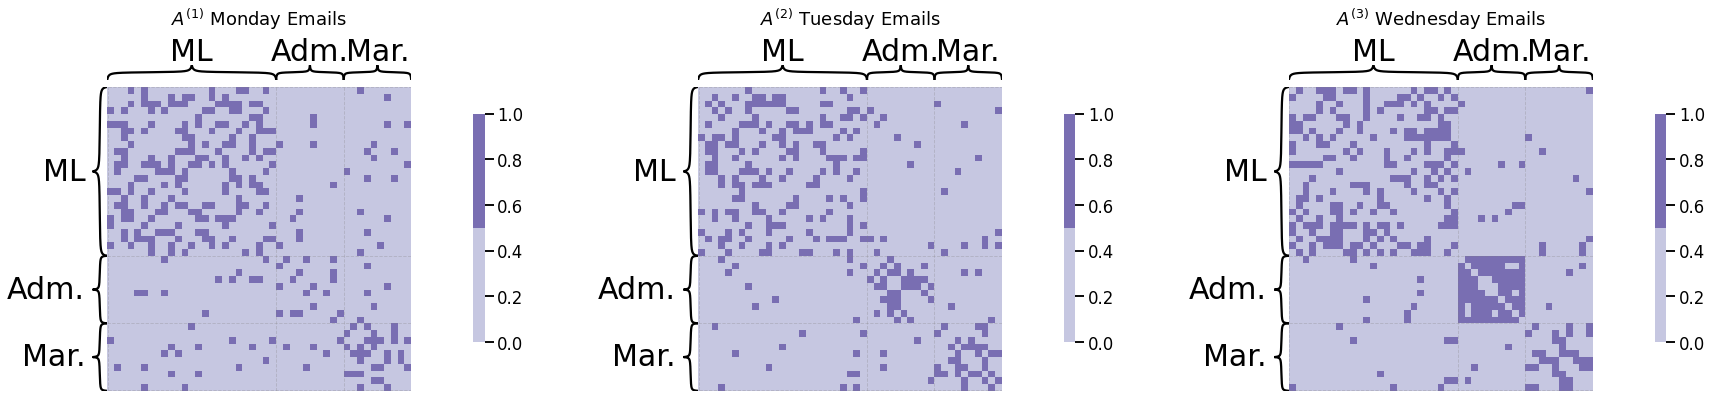 A⁽¹⁾ Monday Emails
ML Adm. Mar.
ML
Adm.
Mar.
1.0
0.8
0.6
0.4
0.2
0.0
A⁽²⁾ Tuesday Emails
ML Adm. Mar.
ML
Adm.
Mar.
1.0
0.8
0.6
0.4
0.2
0.0
A⁽³⁾ Wednesday Emails
ML Adm. Mar.
ML
Adm.
Mar.
1.0
0.8
0.6
0.4
0.2
0.0